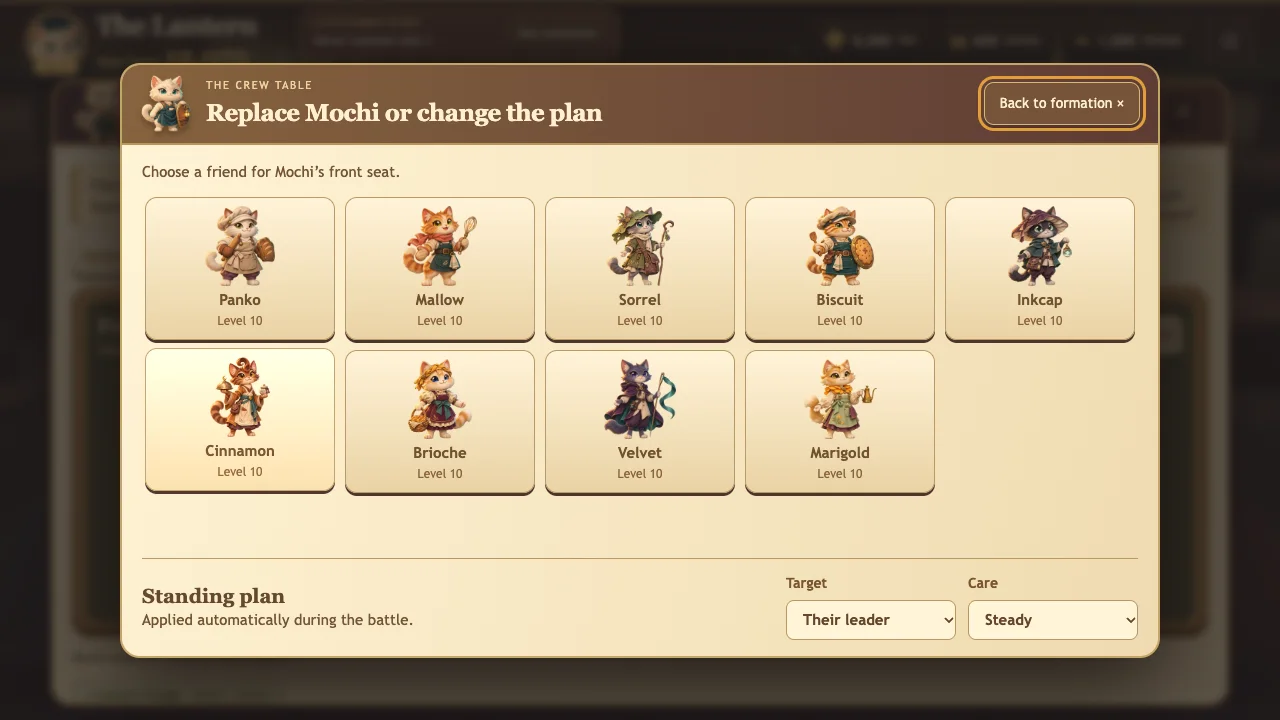 The Lantern
THE CREW TABLE
Replace Mochi or change the plan
Back to formation ×
Choose a friend for Mochi’s front seat.
Panko
Level 10
Mallow
Level 10
Sorrel
Level 10
Biscuit
Level 10
Inkcap
Level 10
Cinnamon
Level 10
Brioche
Level 10
Velvet
Level 10
Marigold
Level 10
Standing plan
Applied automatically during the battle.
Target
Their leader
Care
Steady